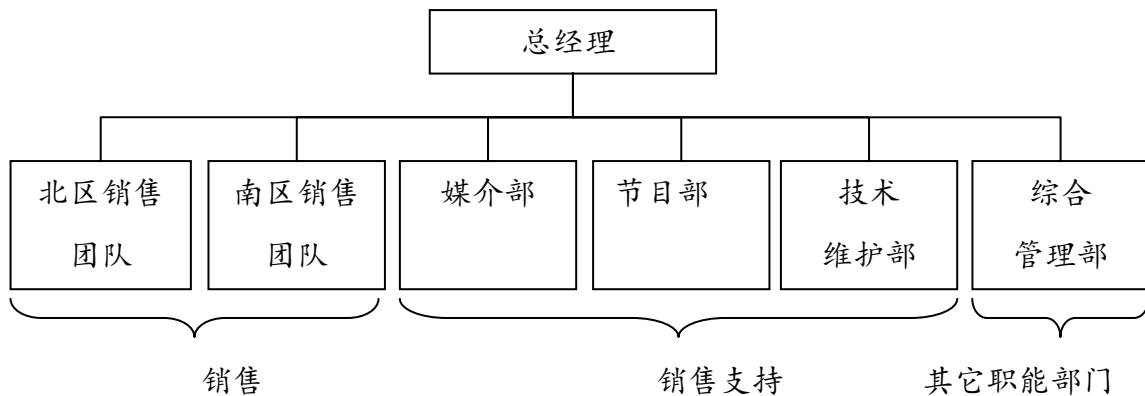 总经理
北区销售
团队
南区销售
团队
媒介部
节目部
技术
维护部
综合
管理部
销售
销售支持
其它职能部门